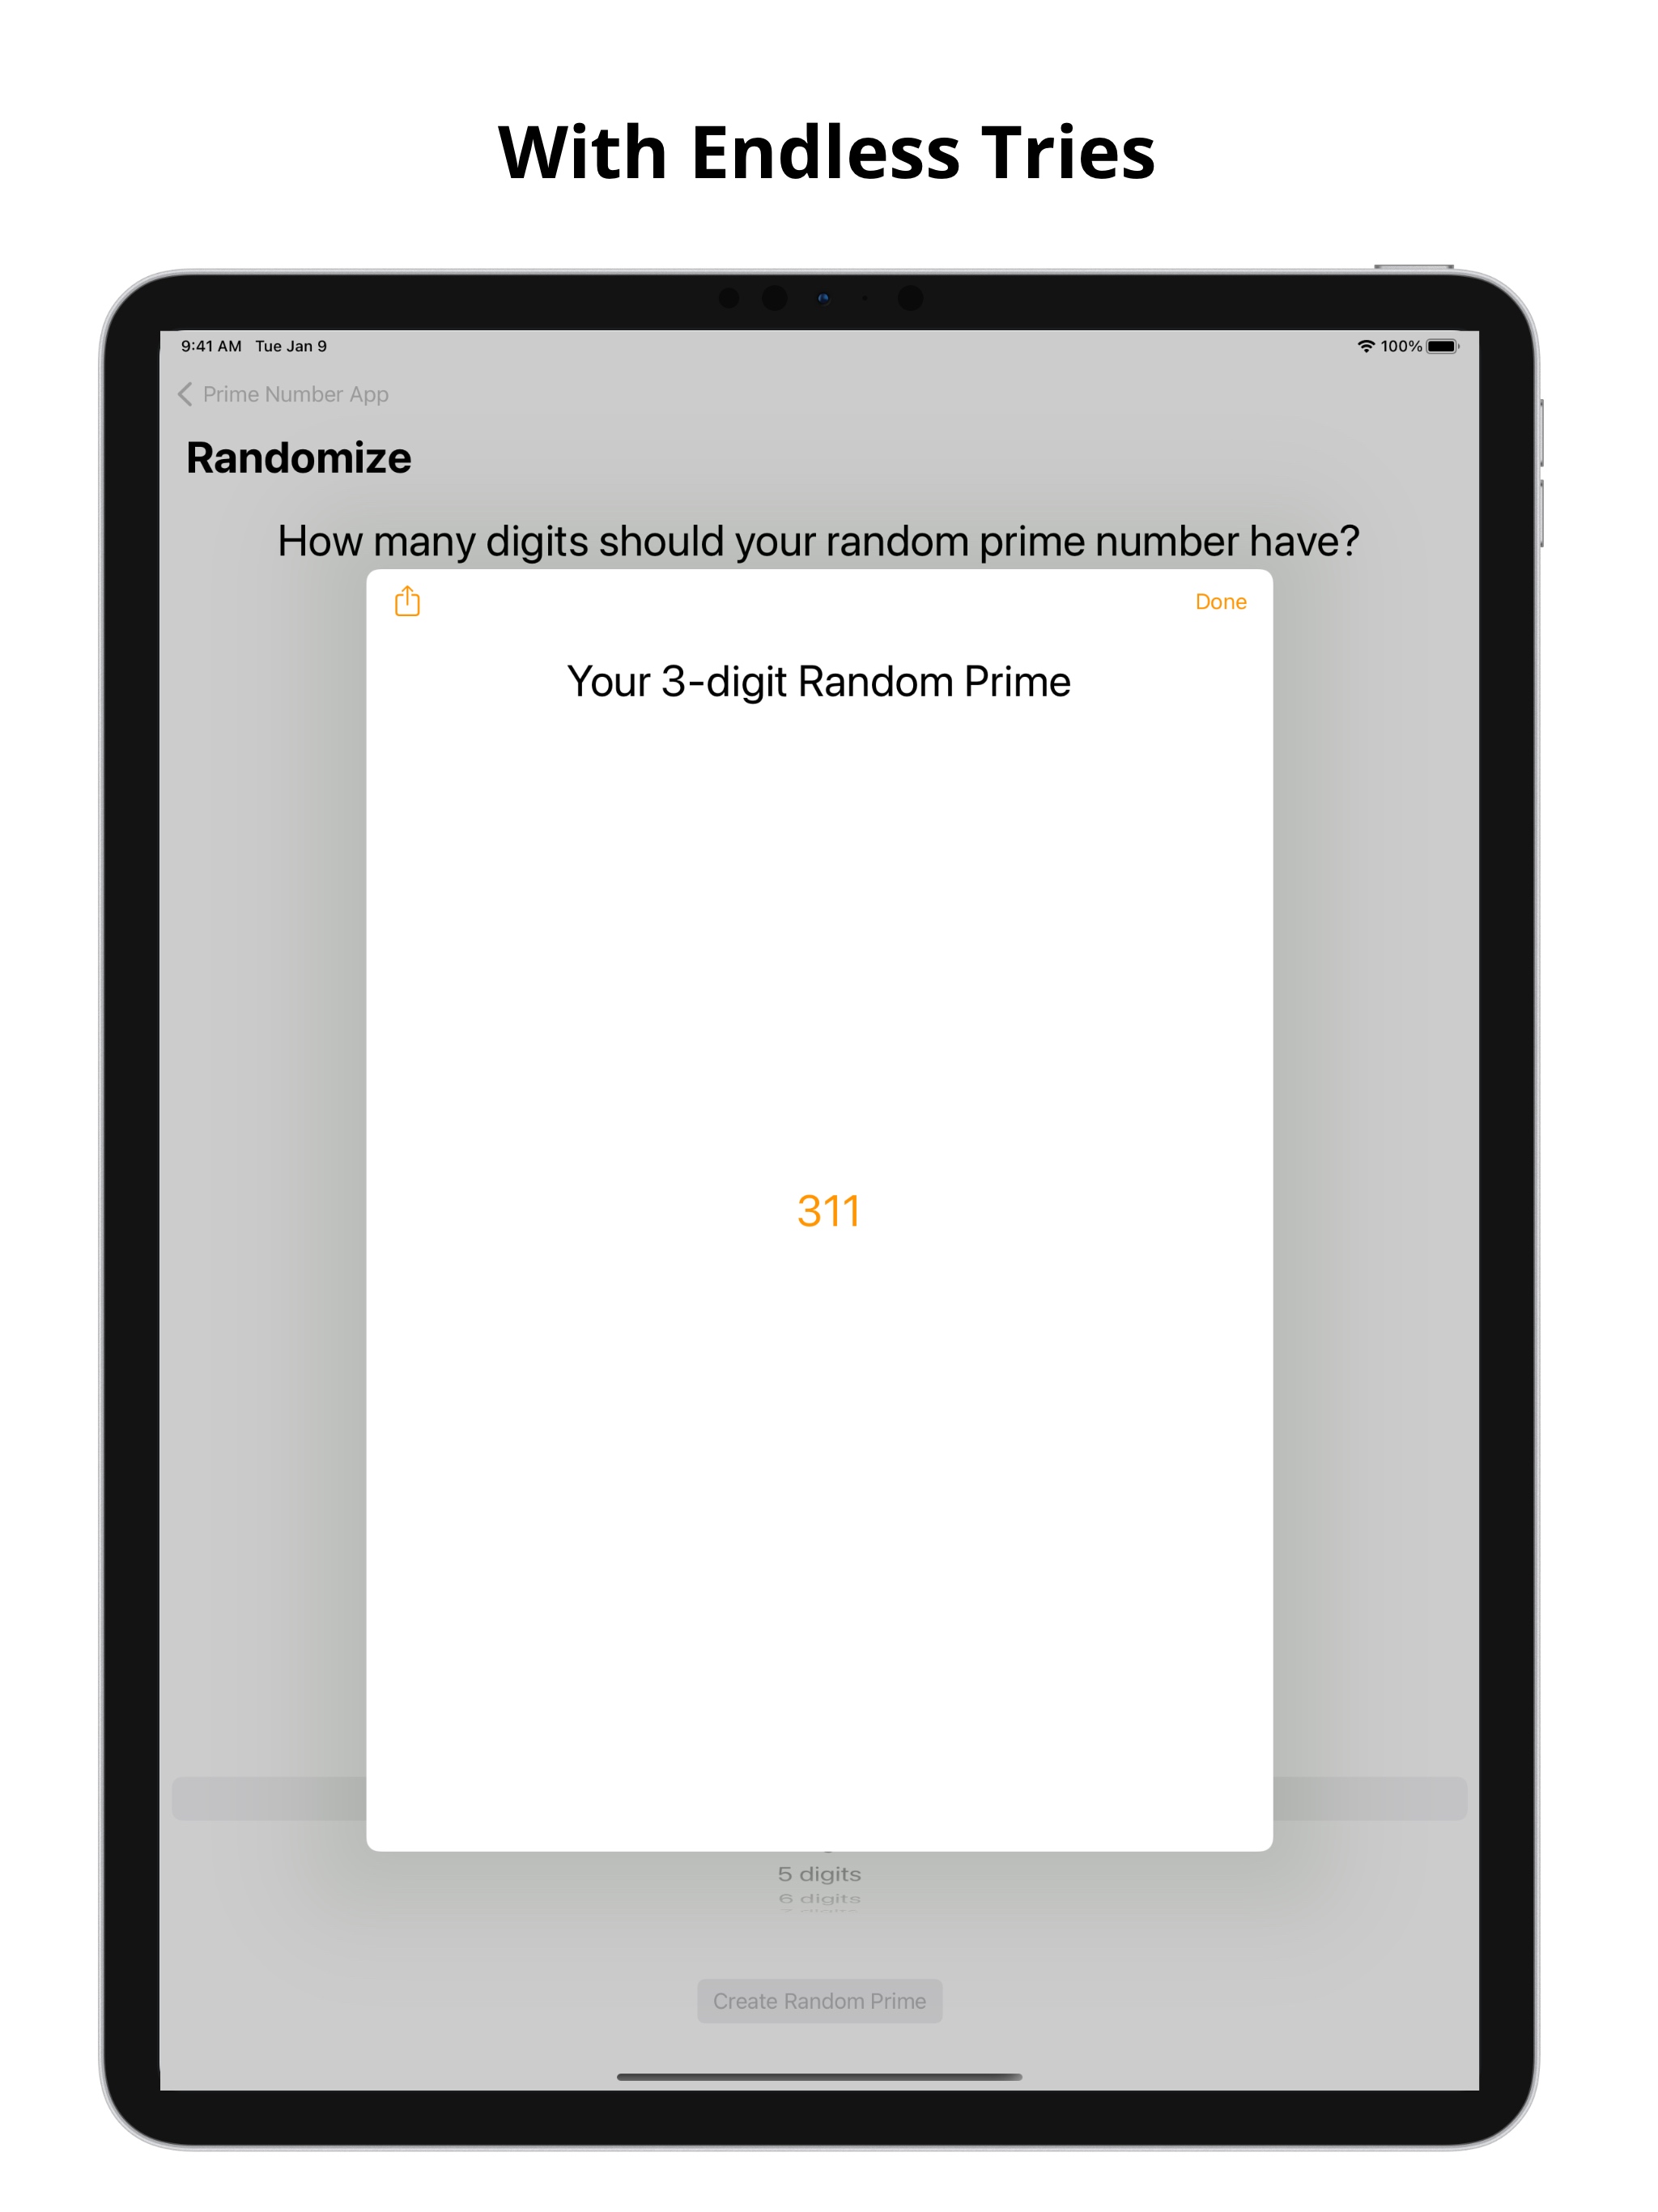 With Endless Tries
9:41 AM Tue Jan 9
100%
Prime Number App
Randomize
How many digits should your random prime number have?
Done
Your 3-digit Random Prime
311
5 digits
6 digits
Create Random Prime